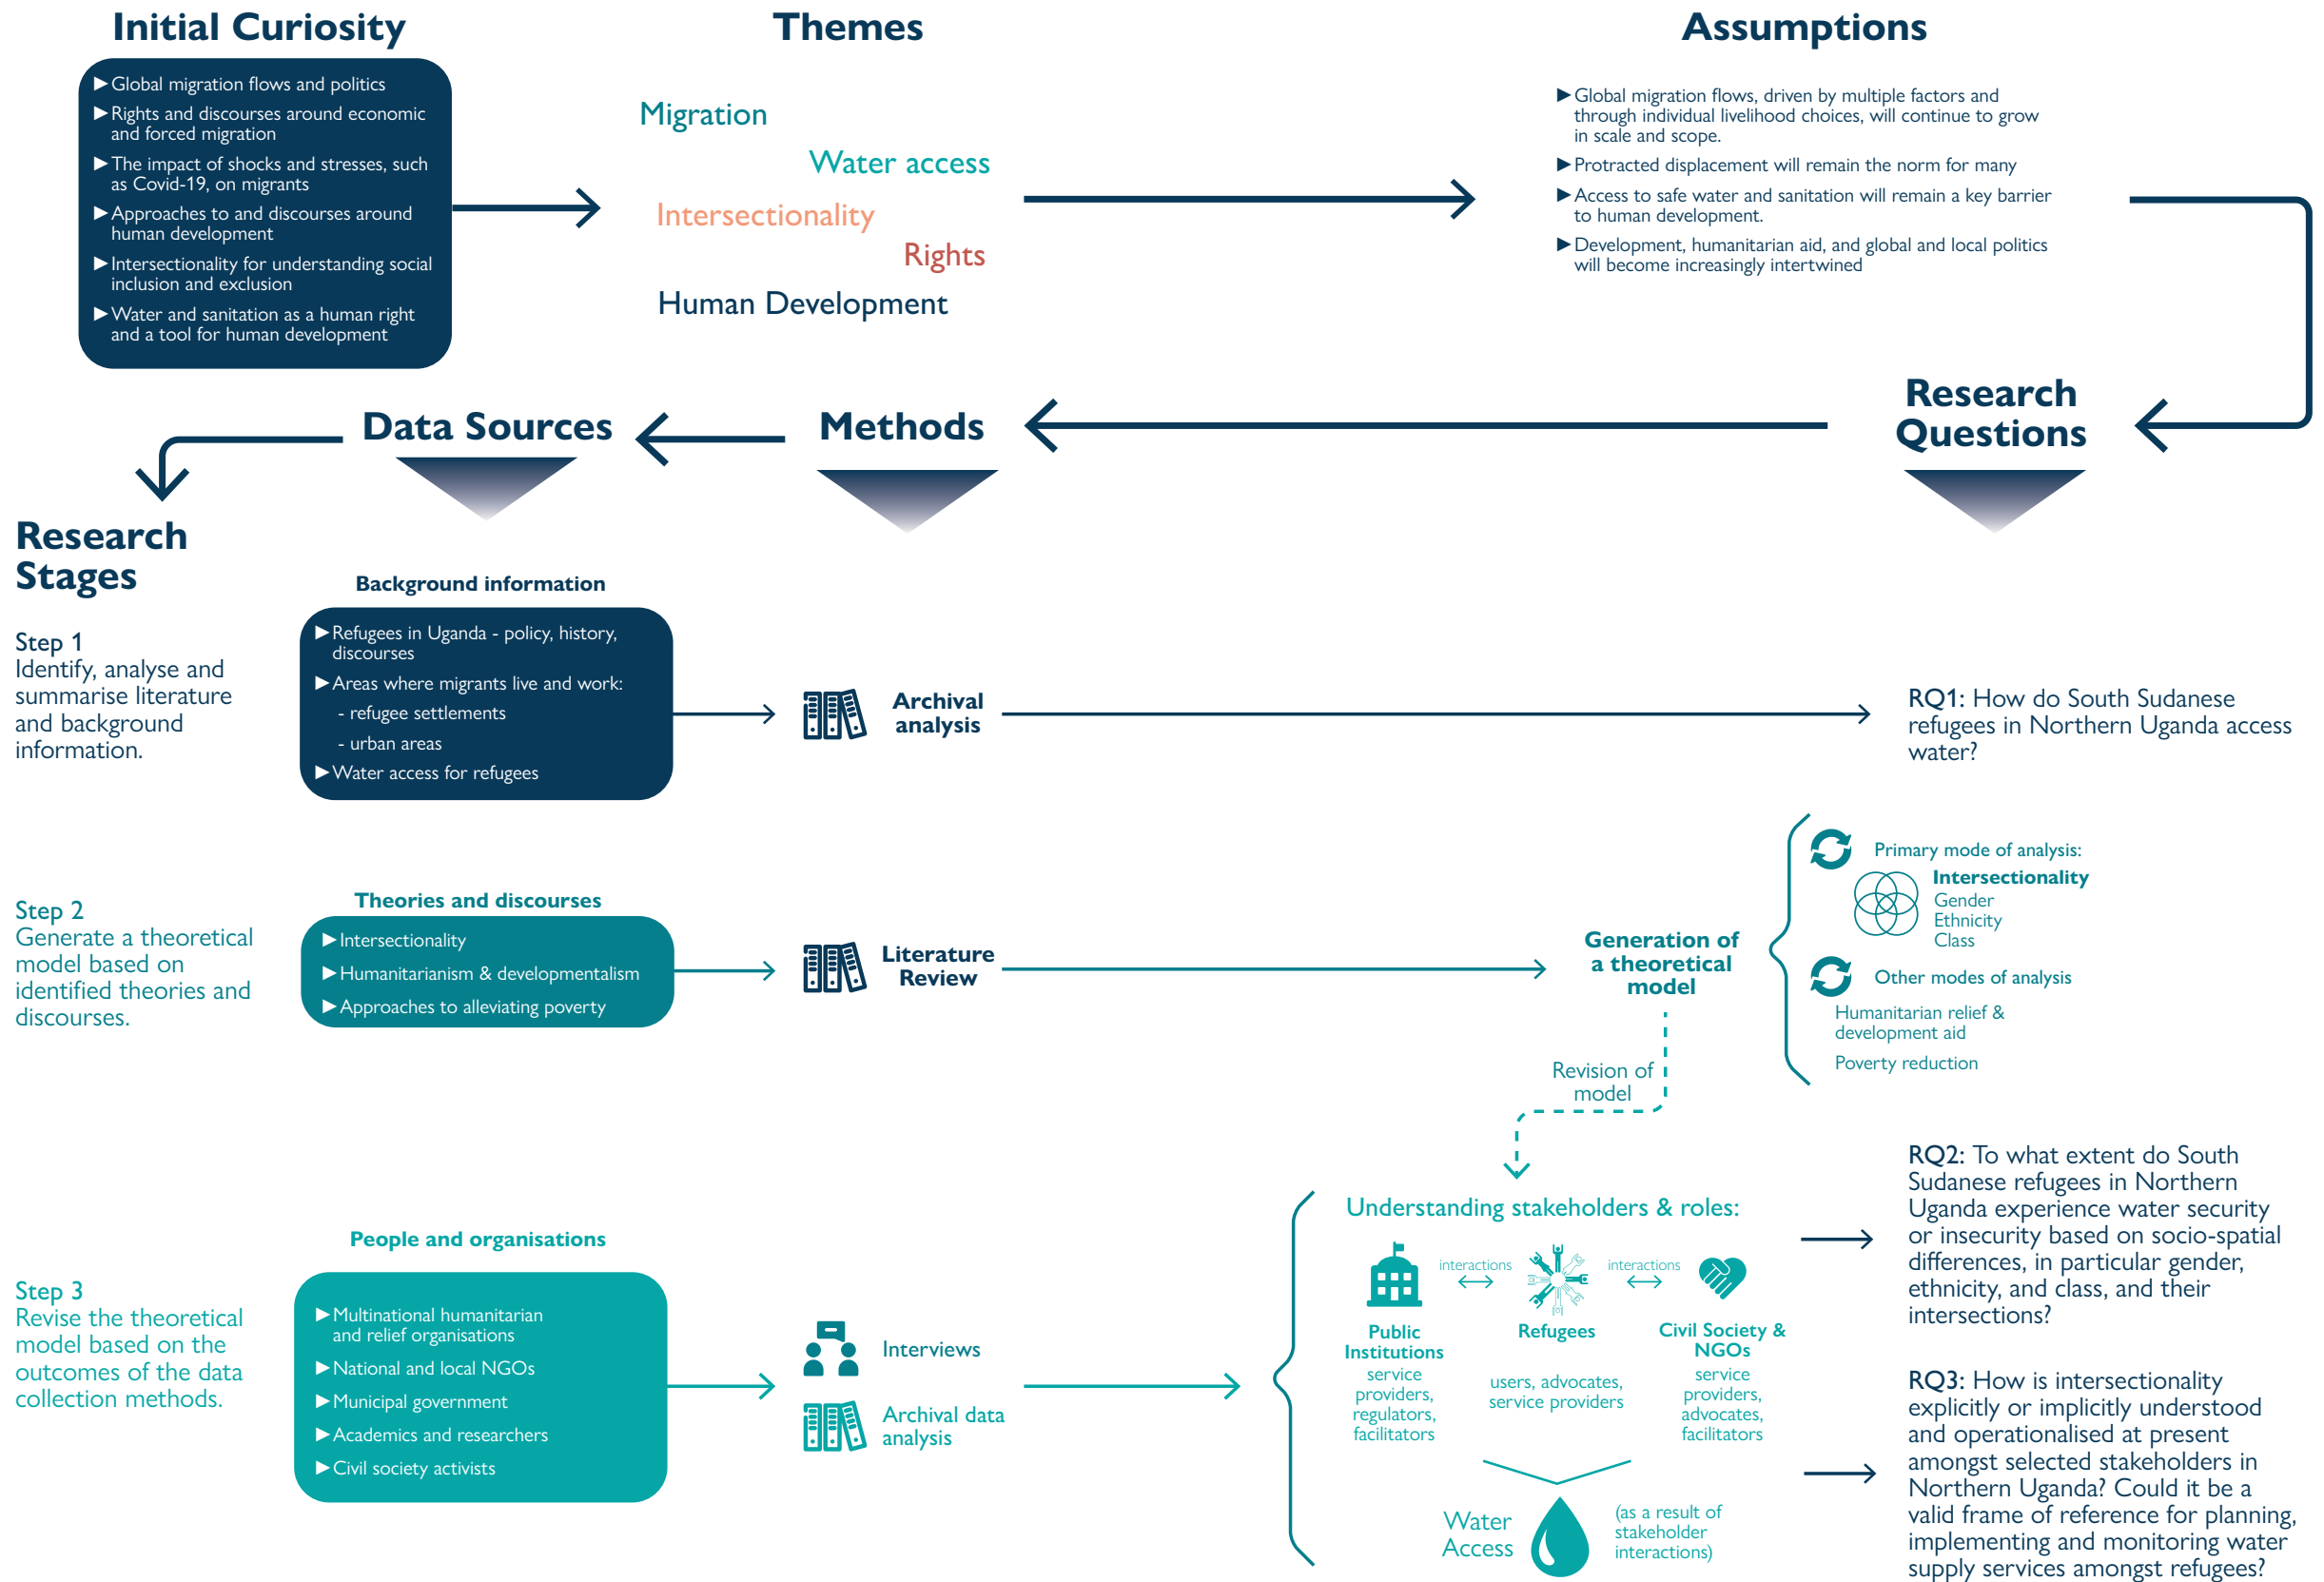 Initial Curiosity
► Global migration flows and politics
► Rights and discourses around economic
and forced migration
► The impact of shocks and stresses, such
as Covid-19, on migrants
► Approaches to and discourses around
human development
► Intersectionality for understanding social
inclusion and exclusion
► Water and sanitation as a human right
and a tool for human development
Themes
Migration
Water access
Intersectionality
Rights
Human Development
Assumptions
► Global migration flows, driven by multiple factors and
through individual livelihood choices, will continue to grow
in scale and scope.
► Protracted displacement will remain the norm for many
► Access to safe water and sanitation will remain a key barrier
to human development.
► Development, humanitarian aid, and global and local politics
will become increasingly intertwined
Research
Questions
Methods
Data Sources
Research
Stages
Step 1
Identify, analyse and
summarise literature
and background
information.
Background information
► Refugees in Uganda - policy, history,
discourses
► Areas where migrants live and work:
- refugee settlements
- urban areas
► Water access for refugees
Archival
analysis
RQ1: How do South Sudanese
refugees in Northern Uganda access
water?
Step 2
Generate a theoretical
model based on
identified theories and
discourses.
Theories and discourses
► Intersectionality
► Humanitarianism & developmentalism
► Approaches to alleviating poverty
Literature
Review
Generation of
a theoretical
model
Primary mode of analysis:
Intersectionality
Gender
Ethnicity
Class
Other modes of analysis
Humanitarian relief &
development aid
Poverty reduction
Revision of
model
Step 3
Revise the theoretical
model based on the
outcomes of the data
collection methods.
People and organisations
► Multinational humanitarian
and relief organisations
► National and local NGOs
► Municipal government
► Academics and researchers
► Civil society activists
Interviews
Archival data
analysis
Understanding stakeholders & roles:
interactions
interactions
Public
Institutions
service
providers,
regulators,
facilitators
Refugees
users, advocates,
service providers
Civil Society &
NGOs
service
providers,
advocates,
facilitators
Water
Access
(as a result of
stakeholder
interactions)
RQ2: To what extent do South
Sudanese refugees in Northern
Uganda experience water security
or insecurity based on socio-spatial
differences, in particular gender,
ethnicity, and class, and their
intersections?
RQ3: How is intersectionality
explicitly or implicitly understood
and operationalised at present
amongst selected stakeholders in
Northern Uganda? Could it be a
valid frame of reference for planning,
implementing and monitoring water
supply services amongst refugees?